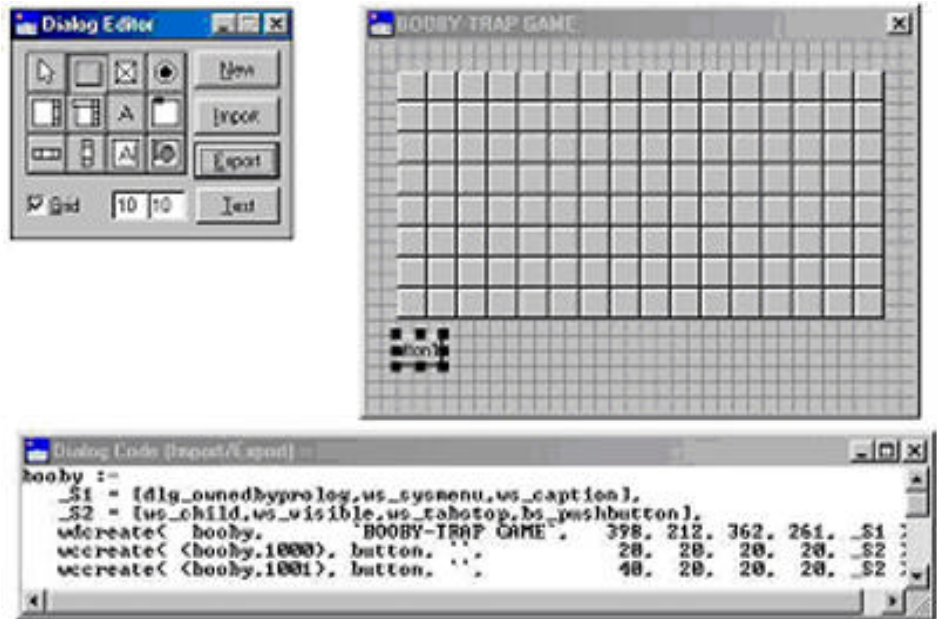 Dialog Editor
New
Import
Export
Grid 10 10 Test
BOOBY-TRAP GAME
utton1
Dialog Code (Import/Export)
booby :-
_S1 = [dlg_ownedbyprolog,ws_sysmenu,ws_caption],
_S2 = [ws_child,ws_visible,ws_tabstop,bs_pushbutton],
wdcreate( booby, `BOOBY-TRAP GAME`, 398, 212, 362, 261, _S1 )
wccreate( (booby,1000), button, ``, 20, 20, 20, 20, _S2 )
wccreate( (booby,1001), button, ``, 40, 20, 20, 20, _S2 )